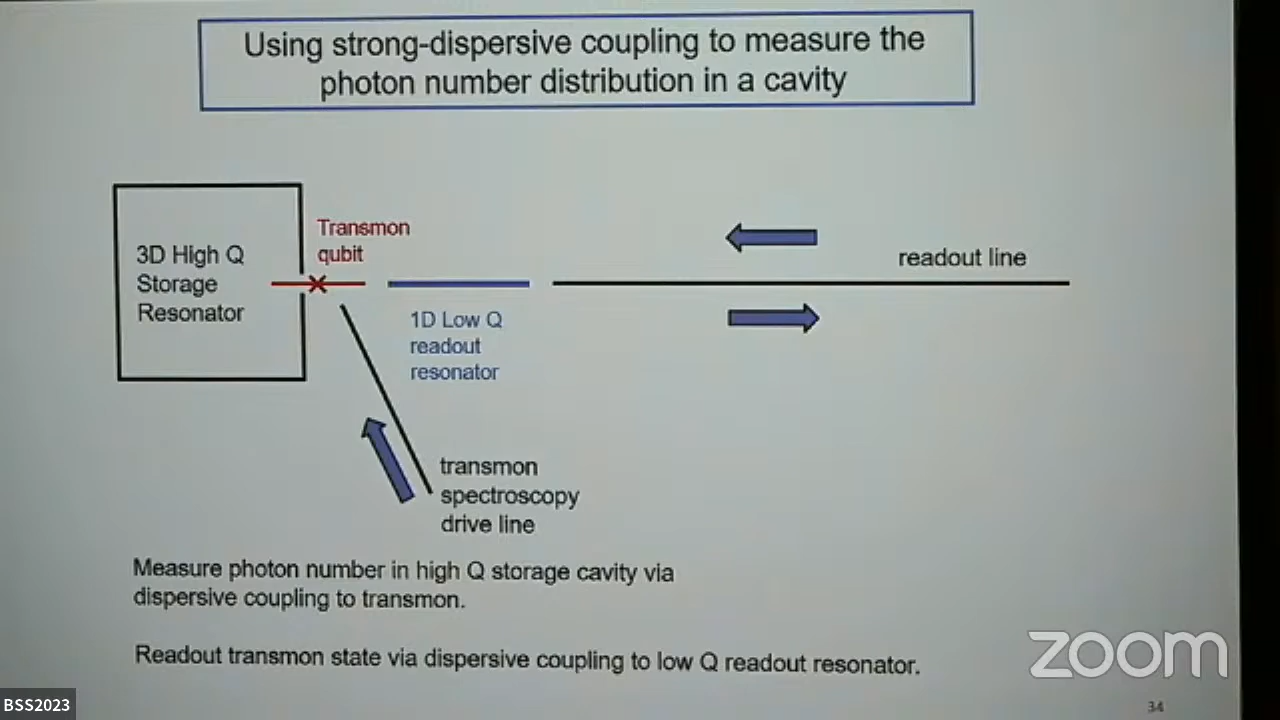 Using strong-dispersive coupling to measure the
photon number distribution in a cavity
3D High Q
Storage
Resonator
Transmon
qubit
readout line
1D Low Q
readout
resonator
transmon
spectroscopy
drive line
Measure photon number in high Q storage cavity via
dispersive coupling to transmon.
Readout transmon state via dispersive coupling to low Q readout resonator.
zoom
BSS2023
34